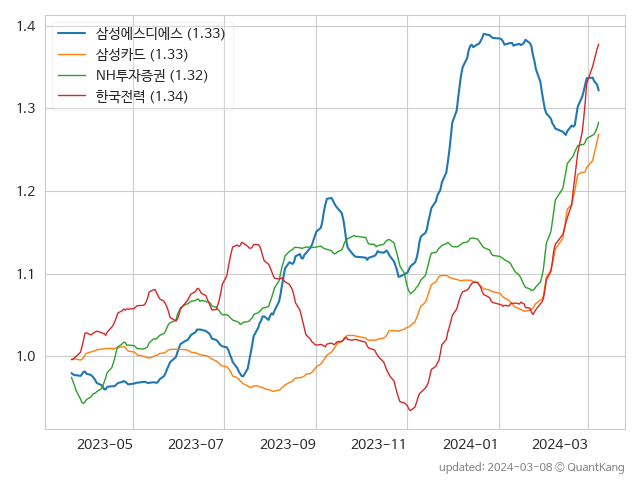 1.4
1.3
1.2
1.1
1.0
삼성에스디에스 (1.33)
삼성카드 (1.33)
NH투자증권 (1.32)
한국전력 (1.34)
2023-05 2023-07 2023-09 2023-11 2024-01 2024-03
updated: 2024-03-08 © QuantKang